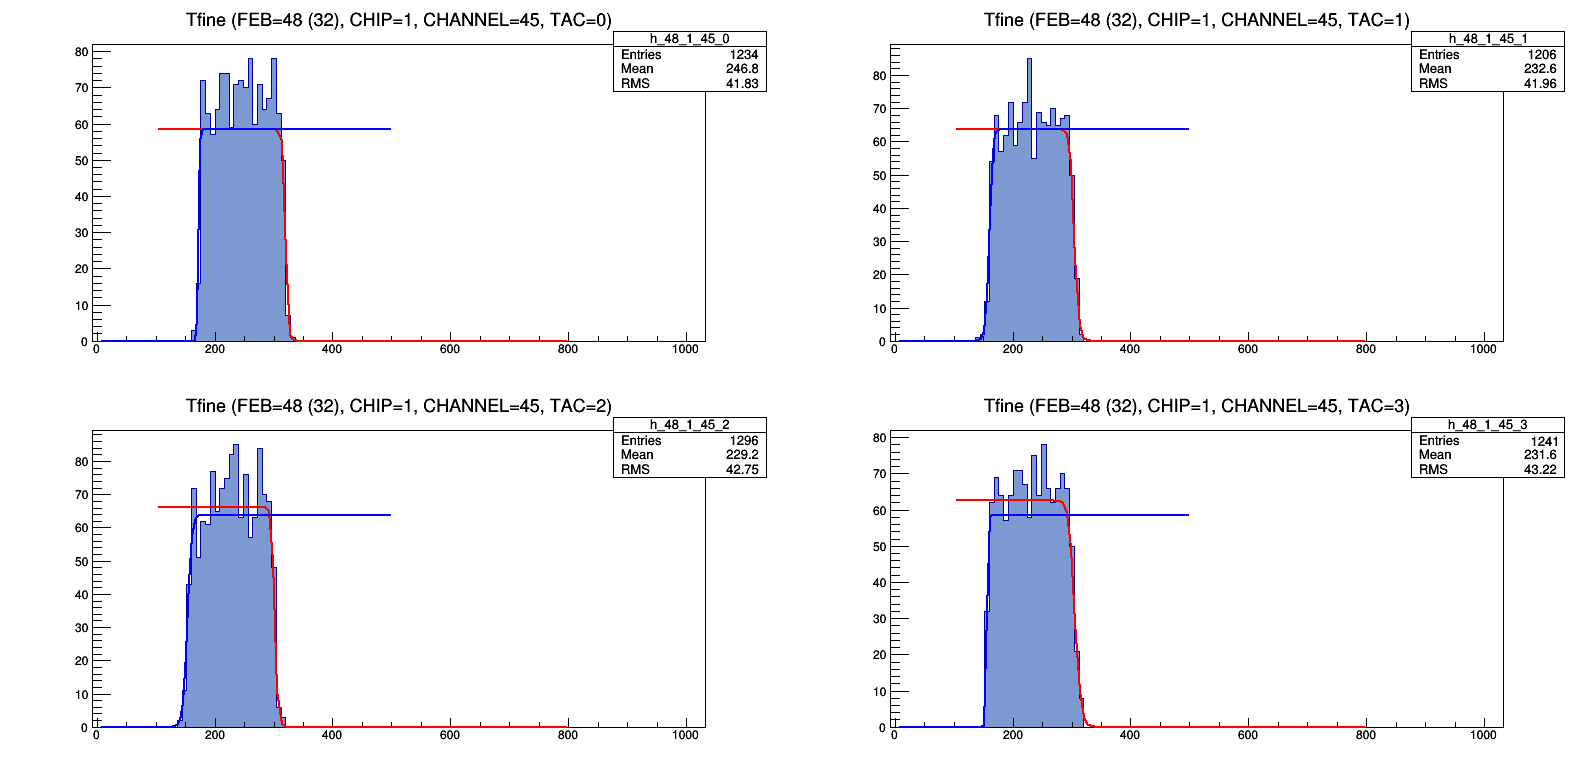 Tfine (FEB=48 (32), CHIP=1, CHANNEL=45, TAC=0)
h_48_1_45_0
Entries 1234
Mean 246.8
RMS 41.83
80
70
60
50
40
30
20
10
0
0 200 400 600 800 1000
Tfine (FEB=48 (32), CHIP=1, CHANNEL=45, TAC=1)
h_48_1_45_1
Entries 1206
Mean 232.6
RMS 41.96
80
70
60
50
40
30
20
10
0
0 200 400 600 800 1000
Tfine (FEB=48 (32), CHIP=1, CHANNEL=45, TAC=2)
h_48_1_45_2
Entries 1296
Mean 229.2
RMS 42.75
80
70
60
50
40
30
20
10
0
0 200 400 600 800 1000
Tfine (FEB=48 (32), CHIP=1, CHANNEL=45, TAC=3)
h_48_1_45_3
Entries 1241
Mean 231.6
RMS 43.22
80
70
60
50
40
30
20
10
0
0 200 400 600 800 1000